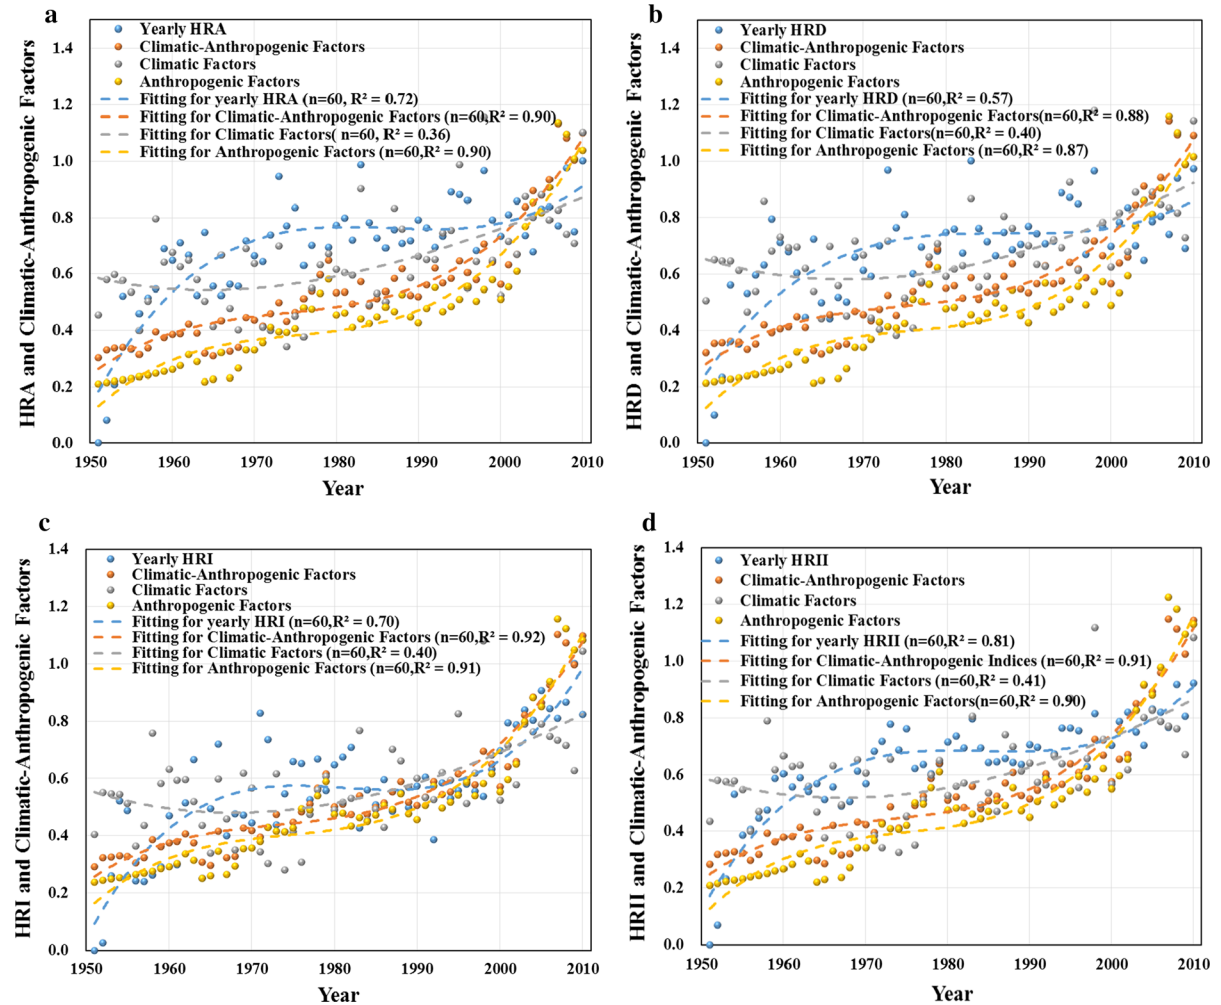 a
HRA and Climatic-Anthropogenic Factors
1.4
1.2
1.0
0.8
0.6
0.4
0.2
0.0
Yearly HRA
Climatic-Anthropogenic Factors
Climatic Factors
Anthropogenic Factors
Fitting for yearly HRA (n=60, R² = 0.72)
Fitting for Climatic-Anthropogenic Factors (n=60,R² = 0.90)
Fitting for Climatic Factors( n=60, R² = 0.36)
Fitting for Anthropogenic Factors (n=60,R² = 0.90)
1950 1960 1970 1980 1990 2000 2010
Year
b
HRD and Climatic-Anthropogenic Factors
1.4
1.2
1.0
0.8
0.6
0.4
0.2
0.0
Yearly HRD
Climatic-Anthropogenic Factors
Climatic Factors
Anthropogenic Factors
Fitting for yearly HRD (n=60,R² = 0.57)
Fitting for Climatic-Anthropogenic Factors(n=60,R² = 0.88)
Fitting for Climatic Factors(n=60,R² = 0.40)
Fitting for Anthropogenic Factors (n=60,R² = 0.87)
1950 1960 1970 1980 1990 2000 2010
Year
c
HRI and Climatic-Anthropogenic Factors
1.4
1.2
1.0
0.8
0.6
0.4
0.2
0.0
Yearly HRI
Climatic-Anthropogenic Factors
Climatic Factors
Anthropogenic Factors
Fitting for yearly HRI (n=60,R² = 0.70)
Fitting for Climatic-Anthropogenic Factors (n=60,R² = 0.92)
Fitting for Climatic Factors (n=60,R² = 0.40)
Fitting for Anthropogenic Factors (n=60,R² = 0.91)
1950 1960 1970 1980 1990 2000 2010
Year
d
HRII and Climatic-Anthropogenic Factors
1.4
1.2
1.0
0.8
0.6
0.4
0.2
0.0
Yearly HRII
Climatic-Anthropogenic Factors
Climatic Factors
Anthropogenic Factors
Fitting for yearly HRII (n=60,R² = 0.81)
Fitting for Climatic-Anthropogenic Indices (n=60,R² = 0.91)
Fitting for Climatic Factors (n=60,R² = 0.41)
Fitting for Anthropogenic Factors(n=60,R² = 0.90)
1950 1960 1970 1980 1990 2000 2010
Year